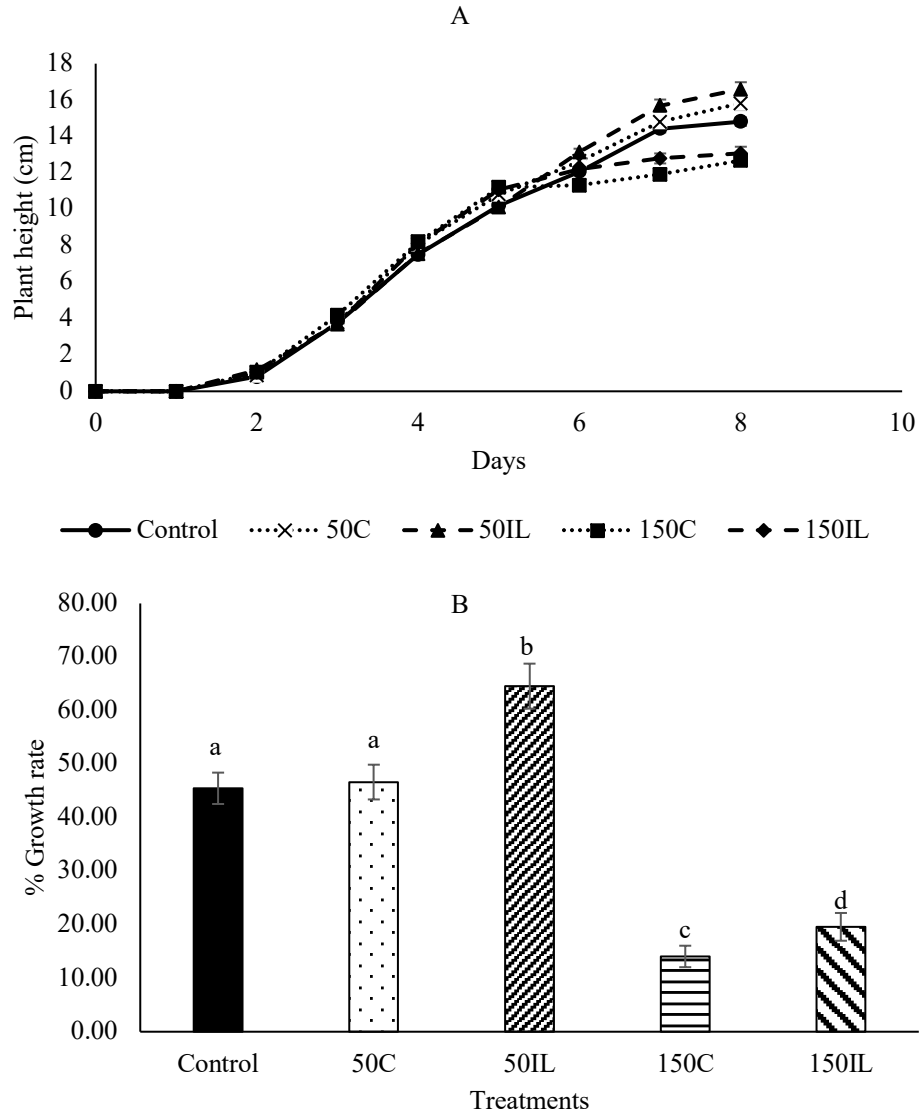 A
18
16
14
12
10
8
6
4
2
0
Plant height (cm)
0 2 4 6 8 10
Days
Control 50C 50IL 150C 150IL
B
80.00
70.00
60.00
50.00
40.00
30.00
20.00
10.00
0.00
% Growth rate
a a b c d
Control 50C 50IL 150C 150IL
Treatments